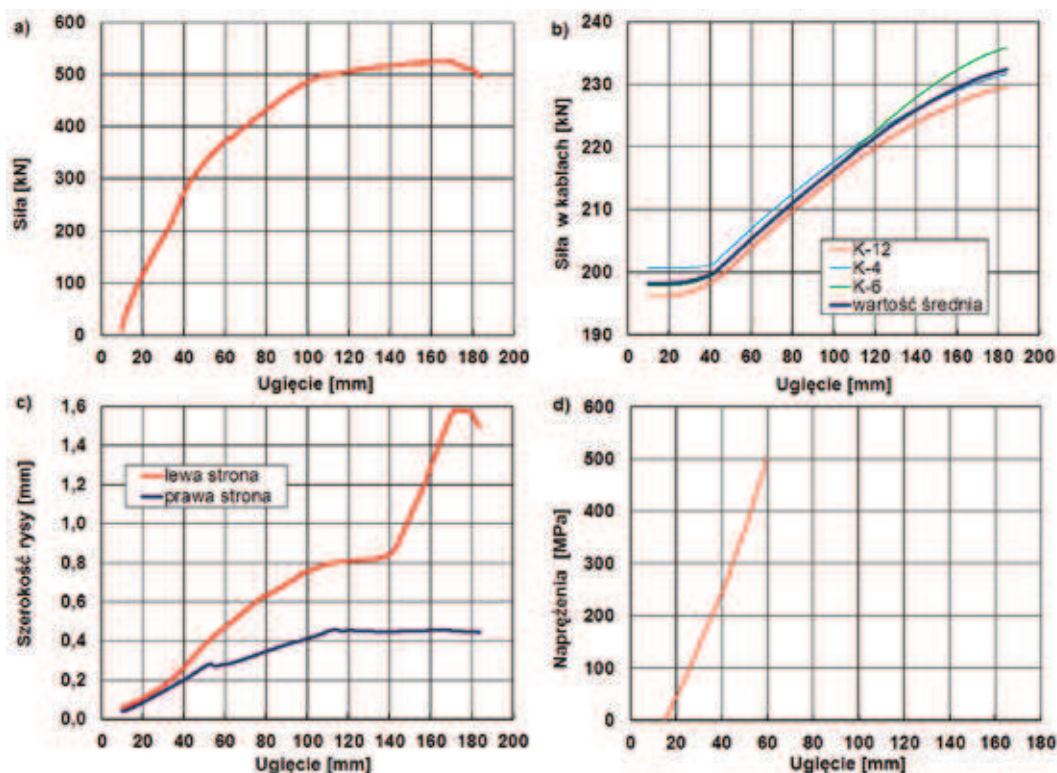 a)
600
500
400
300
200
100
0
Siła [kN]
0 20 40 60 80 100 120 140 160 180 200
Ugięcie [mm]
b)
240
230
220
210
200
190
Siła w kablach [kN]
K-12
K-4
K-6
wartość średnia
0 20 40 60 80 100 120 140 160 180 200
Ugięcie [mm]
c)
1,6
1,4
1,2
1,0
0,8
0,6
0,4
0,2
0,0
Szerokość rysy [mm]
lewa strona
prawa strona
0 20 40 60 80 100 120 140 160 180 200
Ugięcie [mm]
d)
600
500
400
300
200
100
0
Naprężenia [MPa]
0 20 40 60 80 100 120 140 160 180
Ugięcie [mm]